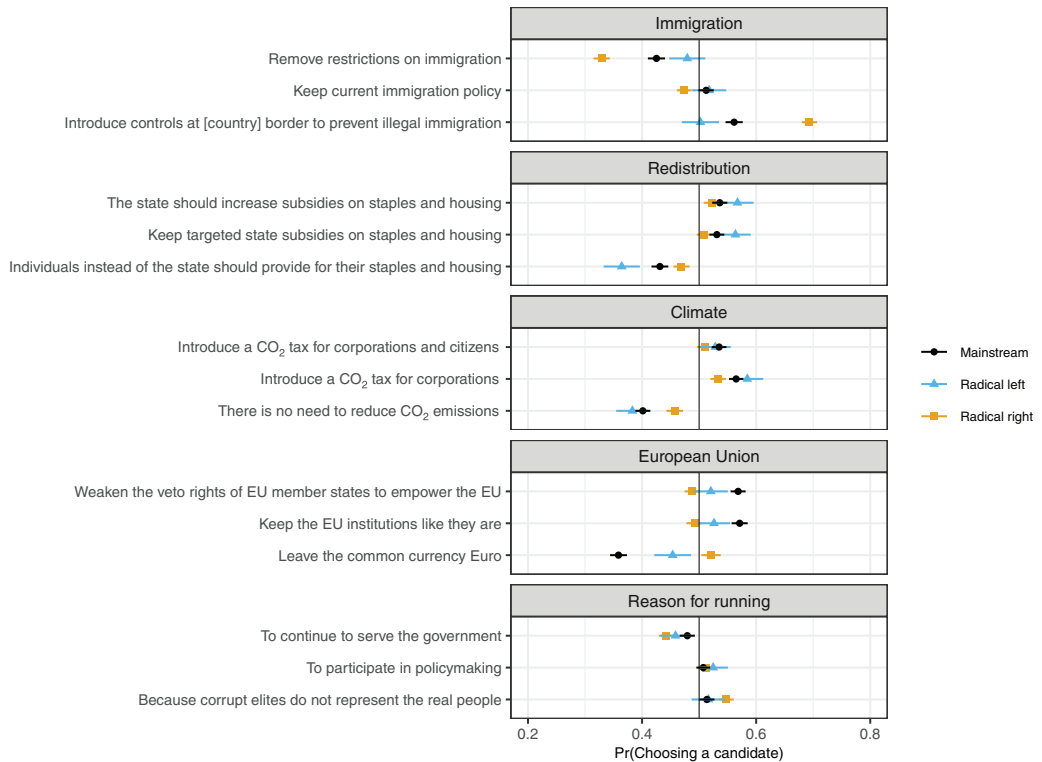 Immigration
Remove restrictions on immigration
Keep current immigration policy
Introduce controls at [country] border to prevent illegal immigration
Redistribution
The state should increase subsidies on staples and housing
Keep targeted state subsidies on staples and housing
Individuals instead of the state should provide for their staples and housing
Climate
Introduce a CO₂ tax for corporations and citizens
Introduce a CO₂ tax for corporations
There is no need to reduce CO₂ emissions
European Union
Weaken the veto rights of EU member states to empower the EU
Keep the EU institutions like they are
Leave the common currency Euro
Reason for running
To continue to serve the government
To participate in policymaking
Because corrupt elites do not represent the real people
0.2 0.4 0.6 0.8
Pr(Choosing a candidate)
Mainstream
Radical left
Radical right